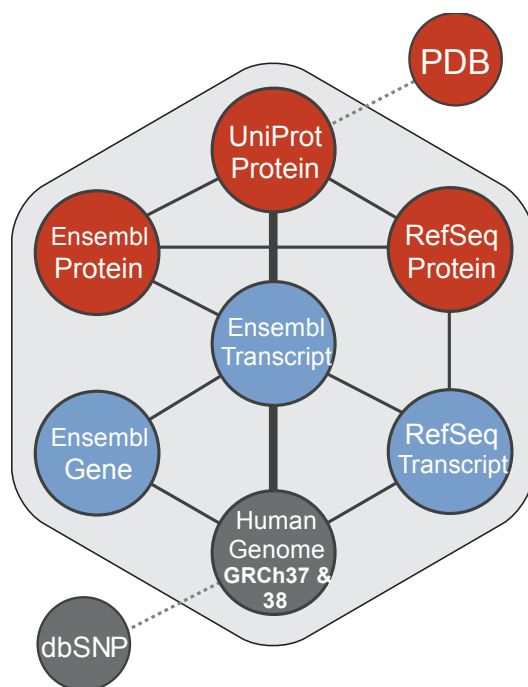 PDB
UniProt
Protein
Ensembl
Protein
RefSeq
Protein
Ensembl
Transcript
Ensembl
Gene
RefSeq
Transcript
Human
Genome
GRCh37 &
38
dbSNP